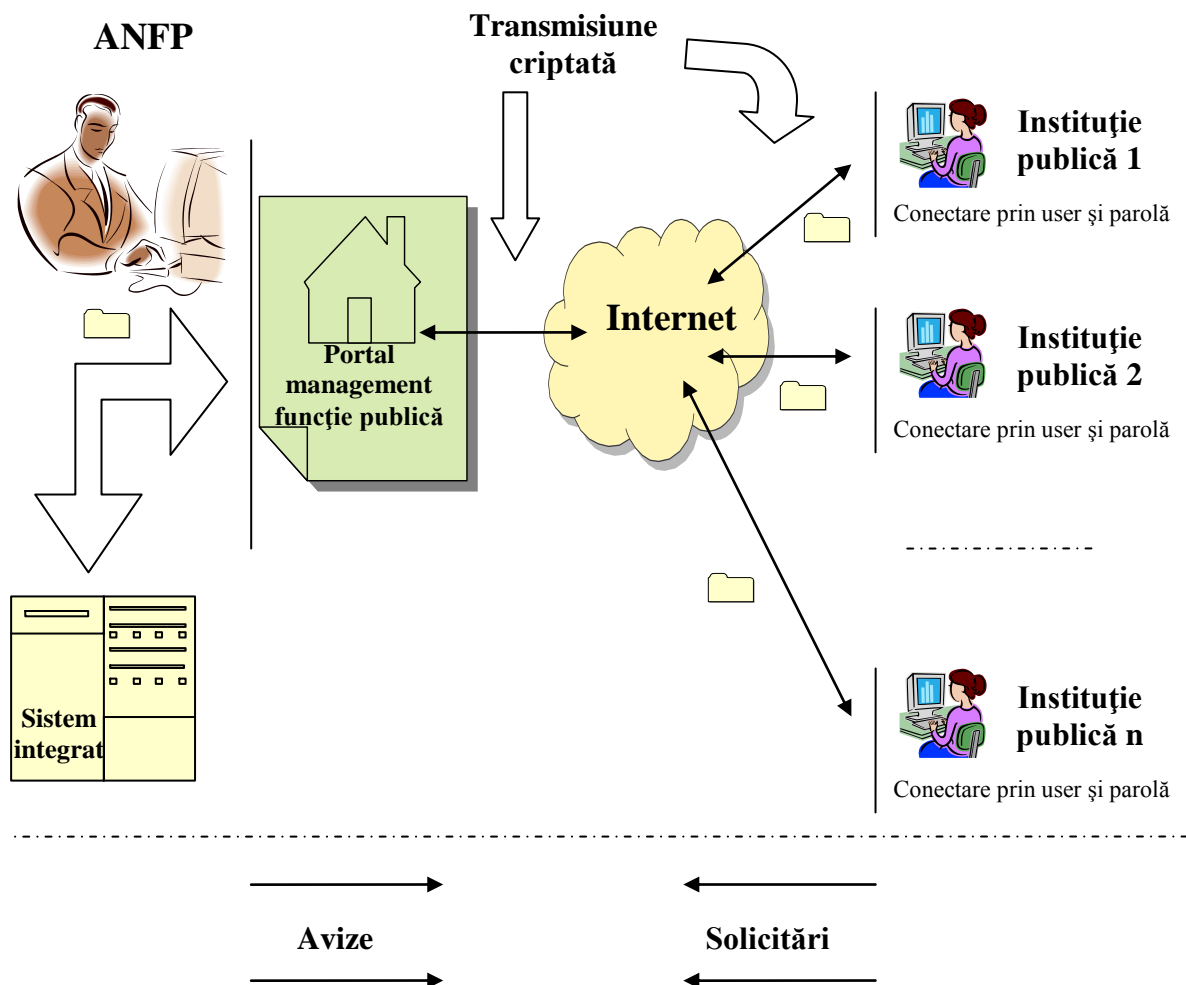 ANFP
Transmisiune
criptată
Instituţie
publică 1
Conectare prin user şi parolă
Internet
Portal
management
funcţie publică
Instituţie
publică 2
Conectare prin user şi parolă
Sistem
integrat
Instituţie
publică n
Conectare prin user şi parolă
Avize
Solicitări